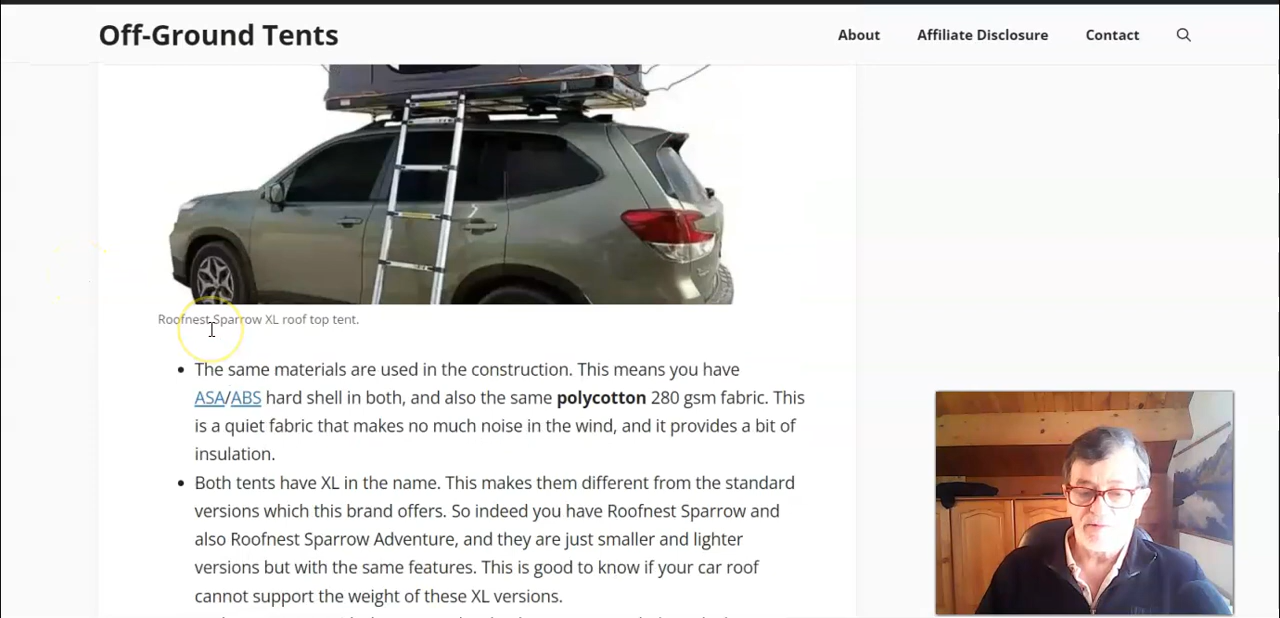 Off-Ground Tents
About
Affiliate Disclosure
Contact
Roofnest Sparrow XL roof top tent.
The same materials are used in the construction. This means you have
ASA/ABS hard shell in both, and also the same polycotton 280 gsm fabric. This
is a quiet fabric that makes no much noise in the wind, and it provides a bit of
insulation.
Both tents have XL in the name. This makes them different from the standard
versions which this brand offers. So indeed you have Roofnest Sparrow and
also Roofnest Sparrow Adventure, and they are just smaller and lighter
versions but with the same features. This is good to know if your car roof
cannot support the weight of these XL versions.